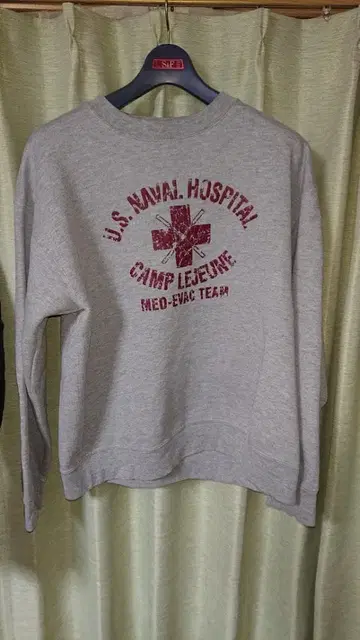 U.S. NAVAL HOSPITAL
CAMP LEJEUNE
MED-EVAC TEAM